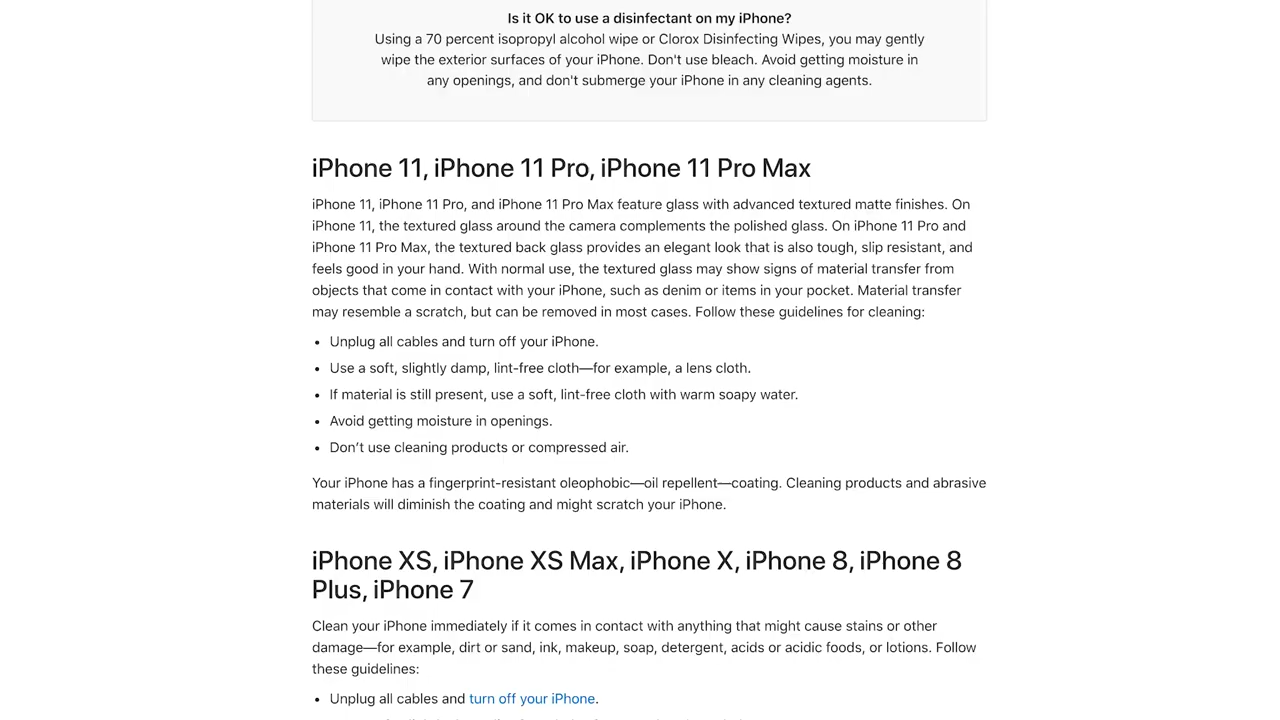 Is it OK to use a disinfectant on my iPhone?
Using a 70 percent isopropyl alcohol wipe or Clorox Disinfecting Wipes, you may gently
wipe the exterior surfaces of your iPhone. Don't use bleach. Avoid getting moisture in
any openings, and don't submerge your iPhone in any cleaning agents.
iPhone 11, iPhone 11 Pro, iPhone 11 Pro Max
iPhone 11, iPhone 11 Pro, and iPhone 11 Pro Max feature glass with advanced textured matte finishes. On
iPhone 11, the textured glass around the camera complements the polished glass. On iPhone 11 Pro and
iPhone 11 Pro Max, the textured back glass provides an elegant look that is also tough, slip resistant, and
feels good in your hand. With normal use, the textured glass may show signs of material transfer from
objects that come in contact with your iPhone, such as denim or items in your pocket. Material transfer
may resemble a scratch, but can be removed in most cases. Follow these guidelines for cleaning:
• Unplug all cables and turn off your iPhone.
• Use a soft, slightly damp, lint-free cloth—for example, a lens cloth.
• If material is still present, use a soft, lint-free cloth with warm soapy water.
• Avoid getting moisture in openings.
• Don’t use cleaning products or compressed air.
Your iPhone has a fingerprint-resistant oleophobic—oil repellent—coating. Cleaning products and abrasive
materials will diminish the coating and might scratch your iPhone.
iPhone XS, iPhone XS Max, iPhone X, iPhone 8, iPhone 8
Plus, iPhone 7
Clean your iPhone immediately if it comes in contact with anything that might cause stains or other
damage—for example, dirt or sand, ink, makeup, soap, detergent, acids or acidic foods, or lotions. Follow
these guidelines:
• Unplug all cables and turn off your iPhone.